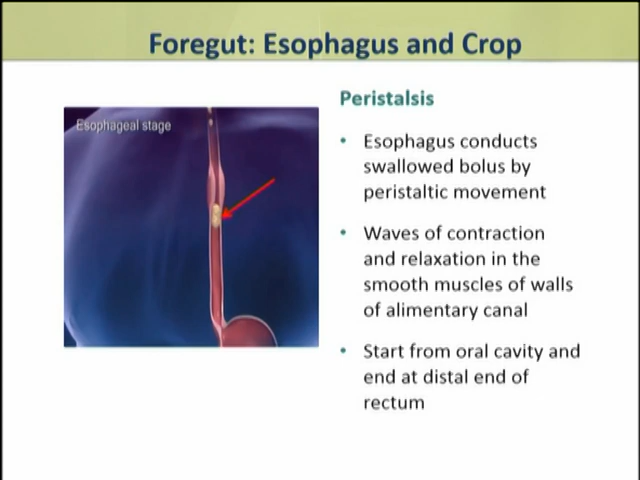 Foregut: Esophagus and Crop
Esophageal stage
Peristalsis
• Esophagus conducts
swallowed bolus by
peristaltic movement
• Waves of contraction
and relaxation in the
smooth muscles of walls
of alimentary canal
• Start from oral cavity and
end at distal end of
rectum